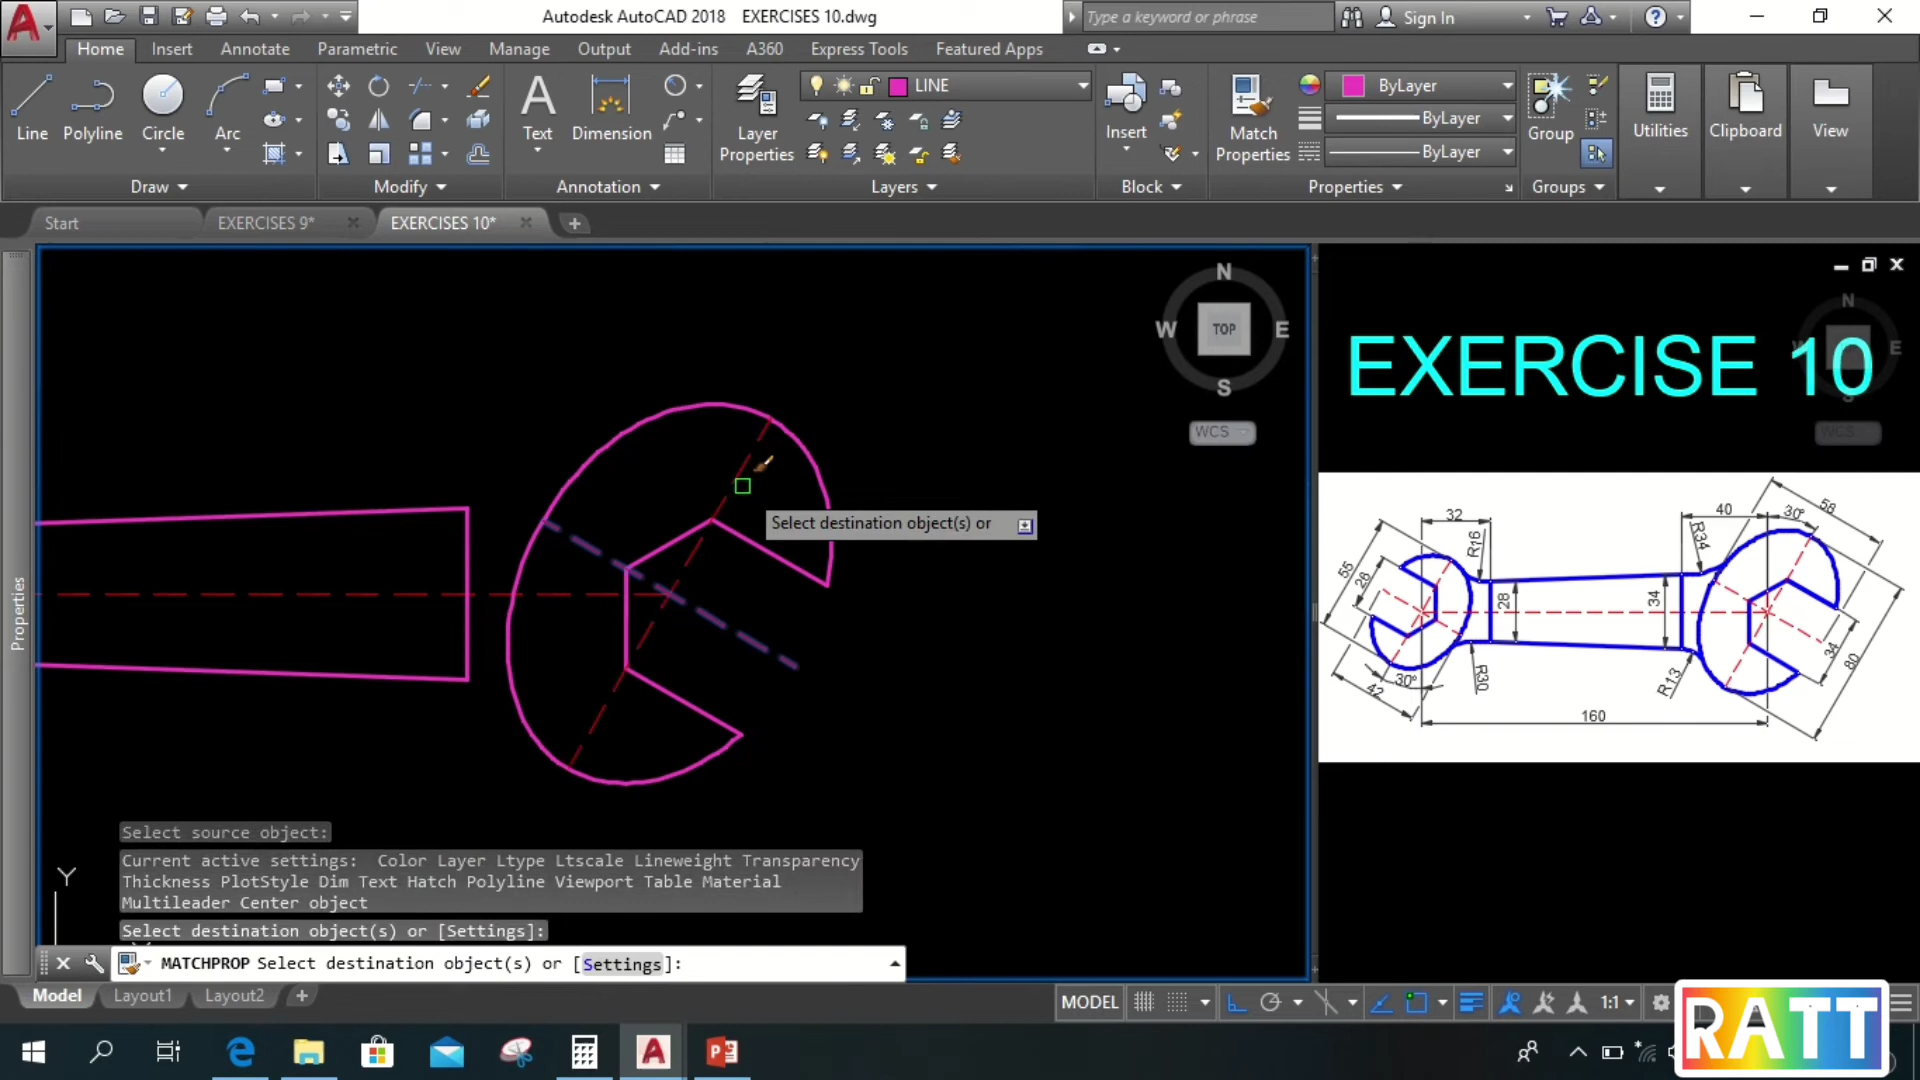 Autodesk AutoCAD 2018 EXERCISES 10.dwg
Type a keyword or phrase
Sign In
Home Insert Annotate Parametric View Manage Output Add-ins A360 Express Tools Featured Apps
LINE
ByLayer
ByLayer
ByLayer
Line Polyline Circle Arc
Text Dimension
Layer Properties
Insert
Match Properties
Group
Utilities Clipboard View
Draw Modify Annotation Layers Block Properties Groups
Start EXERCISES 9* EXERCISES 10*
N
W TOP E
S
WCS
Properties
EXERCISE 10
N
E
S
WCS
Select destination object(s) or
32
40
58
30°
R16
R34
55
28
28
34
34
80
R30
R13
30°
42
160
Select source object:
Current active settings: Color Layer Ltype Ltscale Lineweight Transparency
Thickness PlotStyle Dim Text Hatch Polyline Viewport Table Material
Multileader Center object
Select destination object(s) or [Settings]:
Y
MATCHPROP Select destination object(s) or [Settings]:
Model Layout1 Layout2
MODEL
1:1
RATT